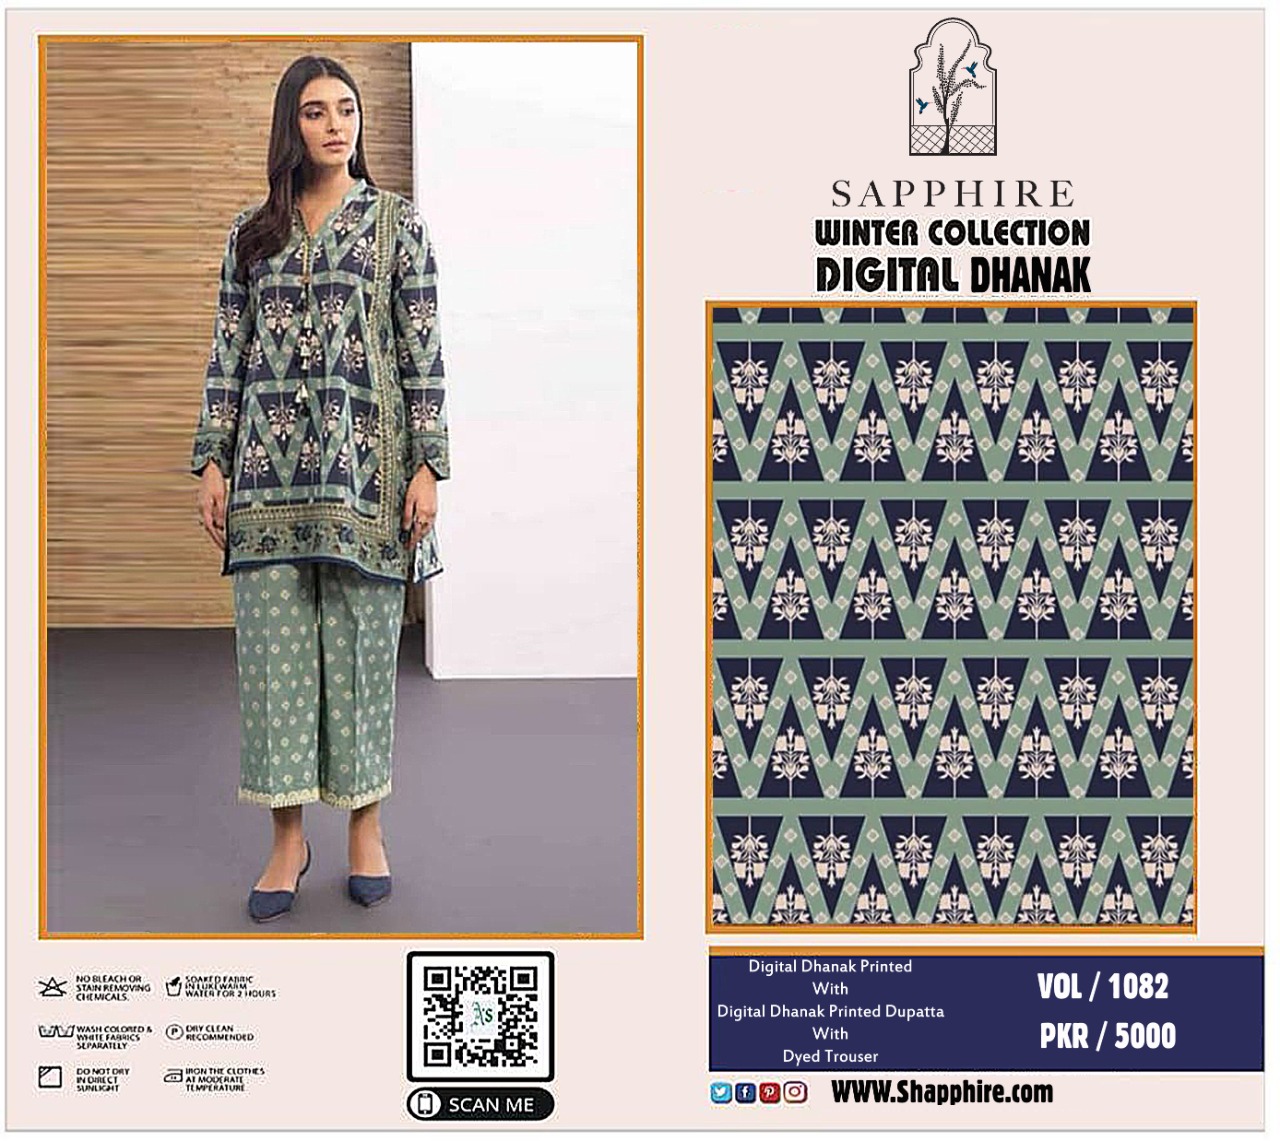 SAPPHIRE
WINTER COLLECTION
DIGITAL DHANAK
NO BLEACH OR
STAIN REMOVING
CHEMICALS.
SOAKED FABRIC
IN LUKEWARM
WATER FOR 2 HOURS
WASH COLORED &
WHITE FABRICS
SEPARATELY
P
DRY CLEAN
RECOMMENDED
DO NOT DRY
IN DIRECT
SUNLIGHT
IRON THE CLOTHES
AT MODERATE
TEMPERATURE
A's
SCAN ME
Digital Dhanak Printed
With
Digital Dhanak Printed Dupatta
With
Dyed Trouser
VOL / 1082
PKR / 5000
WWW.Shapphire.com